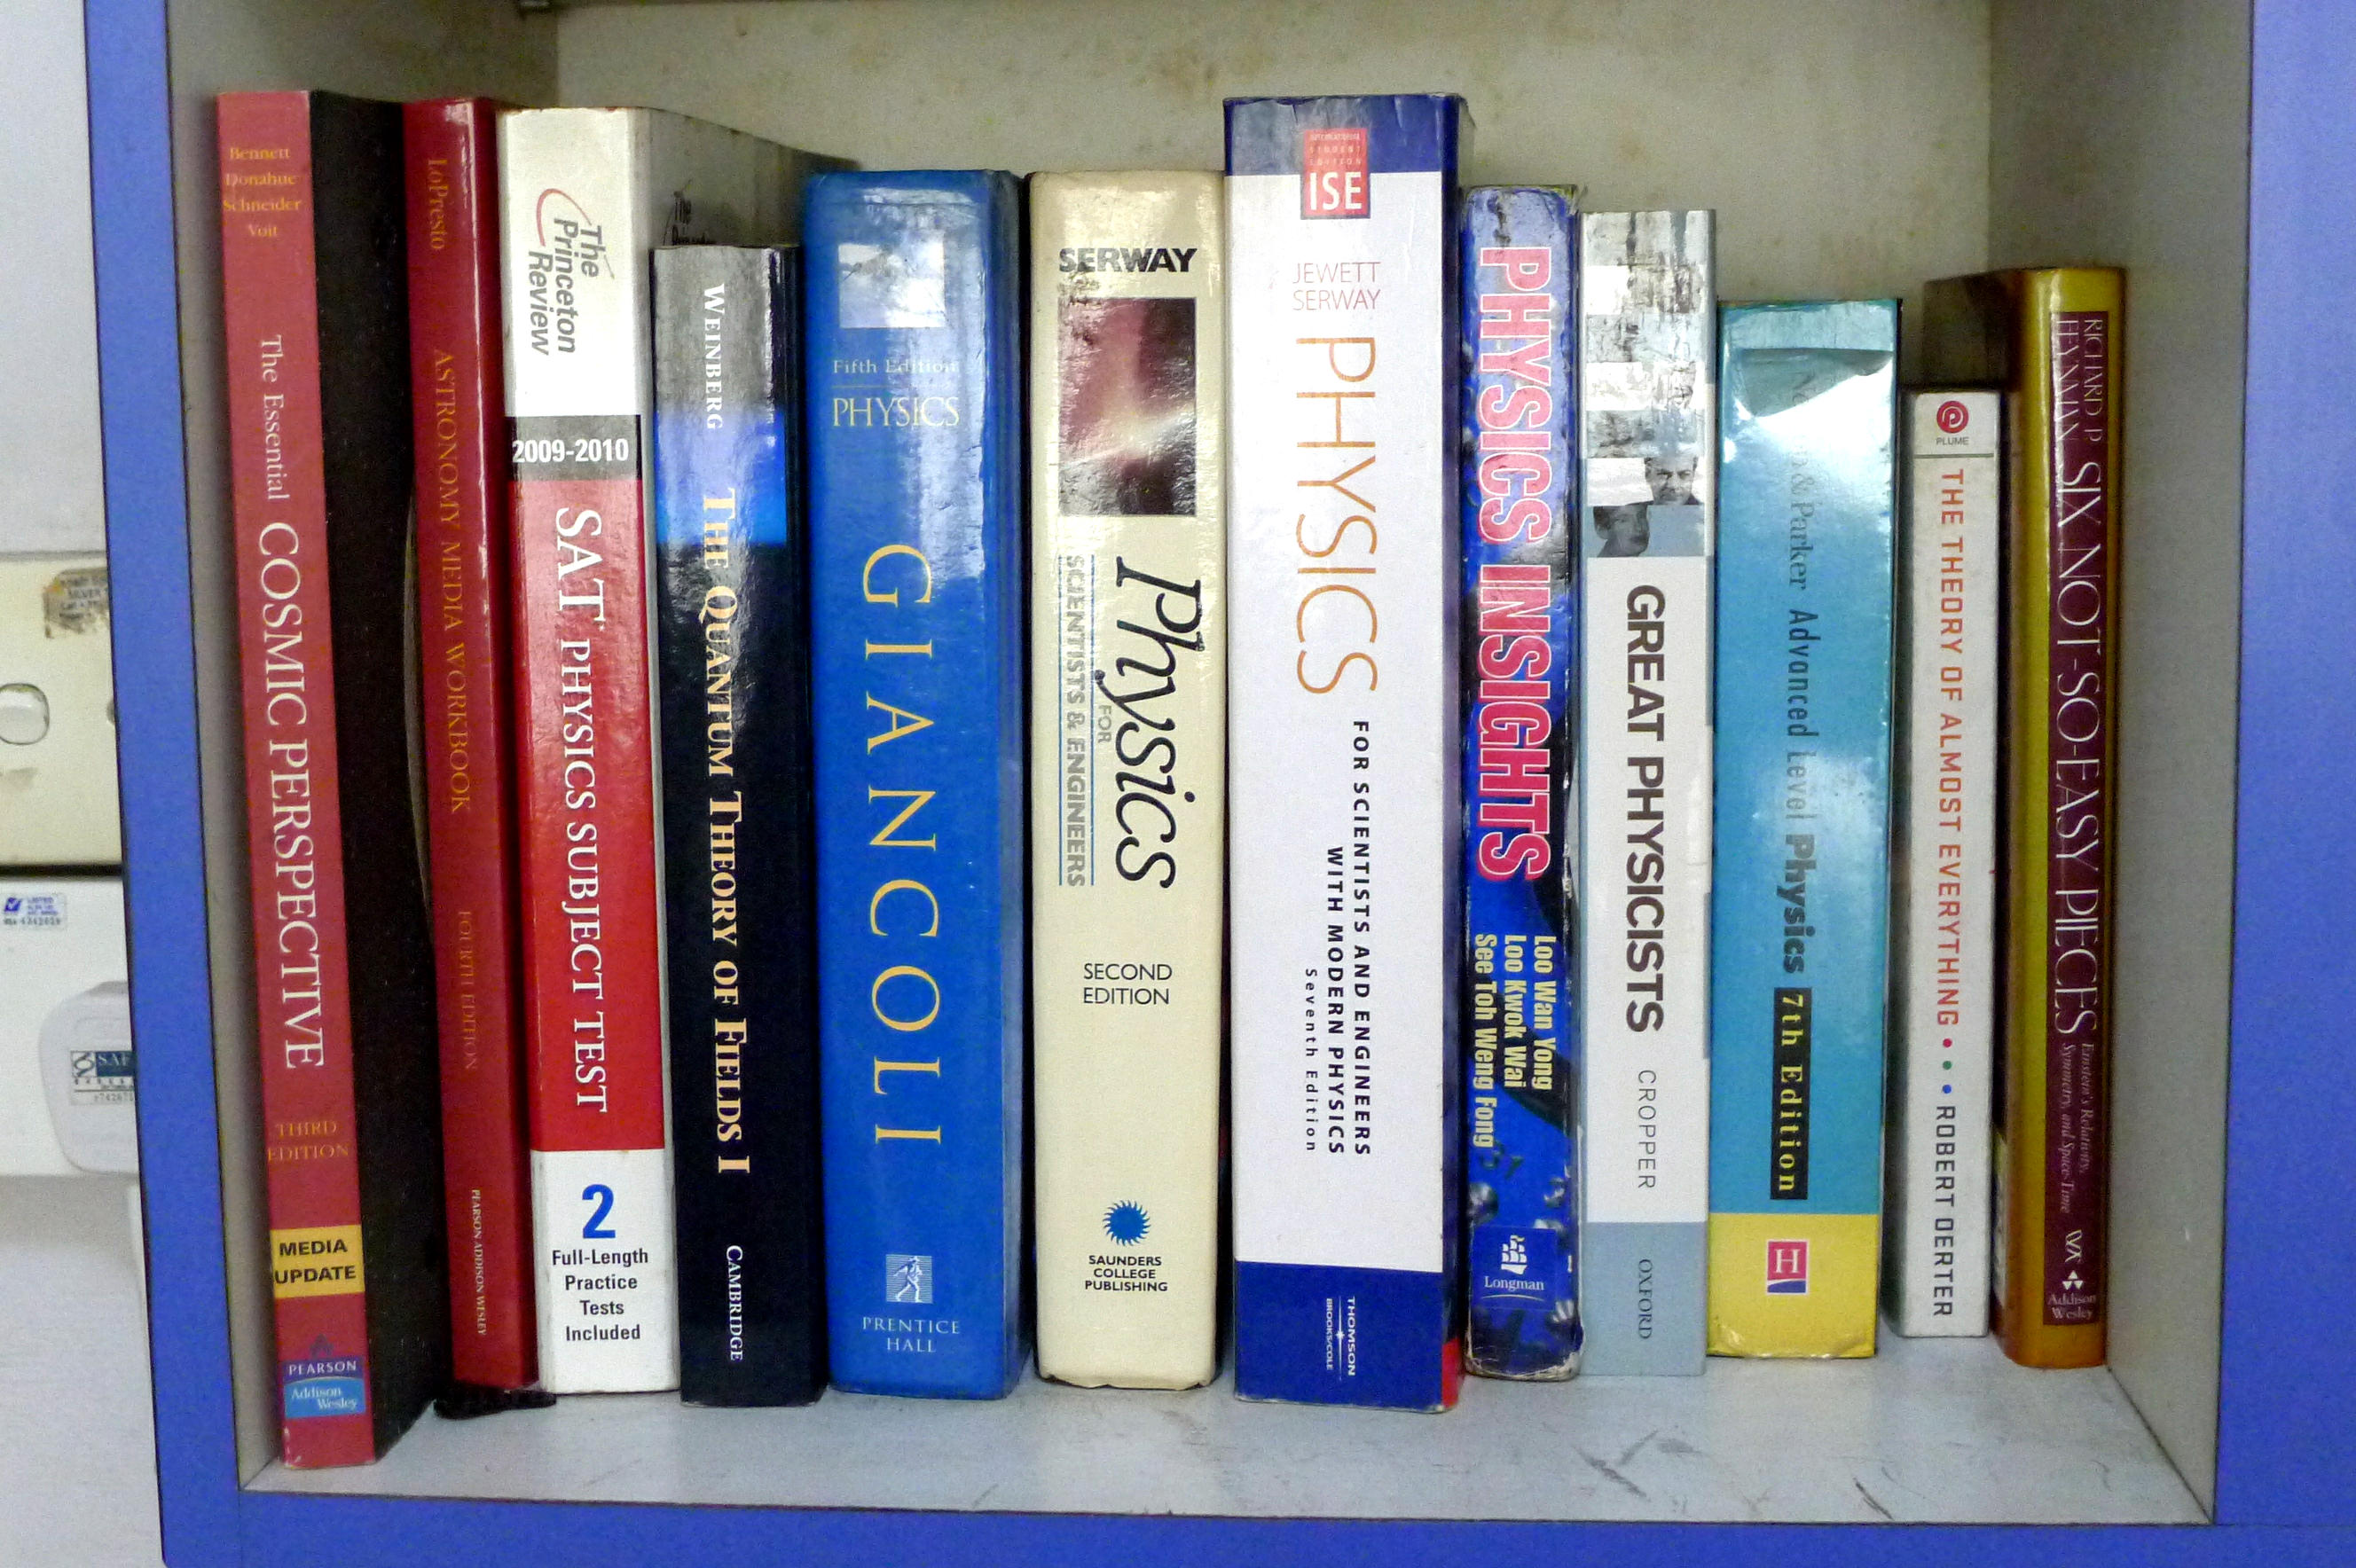 Bennett
Donahue
Schneider
Voit
The Essential COSMIC PERSPECTIVE
THIRD
EDITION
MEDIA
UPDATE
PEARSON
Addison
Wesley
LoPresto
ASTRONOMY MEDIA WORKBOOK
FOURTH EDITION
PEARSON ADDISON WESLEY
The
Princeton
Review
2009-2010
SAT PHYSICS SUBJECT TEST
2
Full-Length
Practice
Tests
Included
The
WEINBERG
THE QUANTUM THEORY OF FIELDS I
CAMBRIDGE
Fifth Edition
PHYSICS
GIANCOLI
PRENTICE
HALL
SERWAY
Physics
FOR
SCIENTISTS & ENGINEERS
SECOND
EDITION
SAUNDERS
COLLEGE
PUBLISHING
INTERNATIONAL
STUDENT
EDITION
ISE
JEWETT
SERWAY
PHYSICS
FOR SCIENTISTS AND ENGINEERS
WITH MODERN PHYSICS
Seventh Edition
THOMSON
BROOKS/COLE
PHYSICS INSIGHTS
Loo Wan Yong
Loo Kwok Wai
See Toh Weng Fong
Longman
GREAT PHYSICISTS
CROPPER
OXFORD
& Parker Advanced Level Physics 7th Edition
H
PLUME
THE THEORY OF ALMOST EVERYTHING
ROBERT OERTER
RICHARD P.
FEYNMAN
SIX NOT-SO-EASY PIECES
Einstein's Relativity,
Symmetry, and Space-Time
Addison
Wesley
LISTED